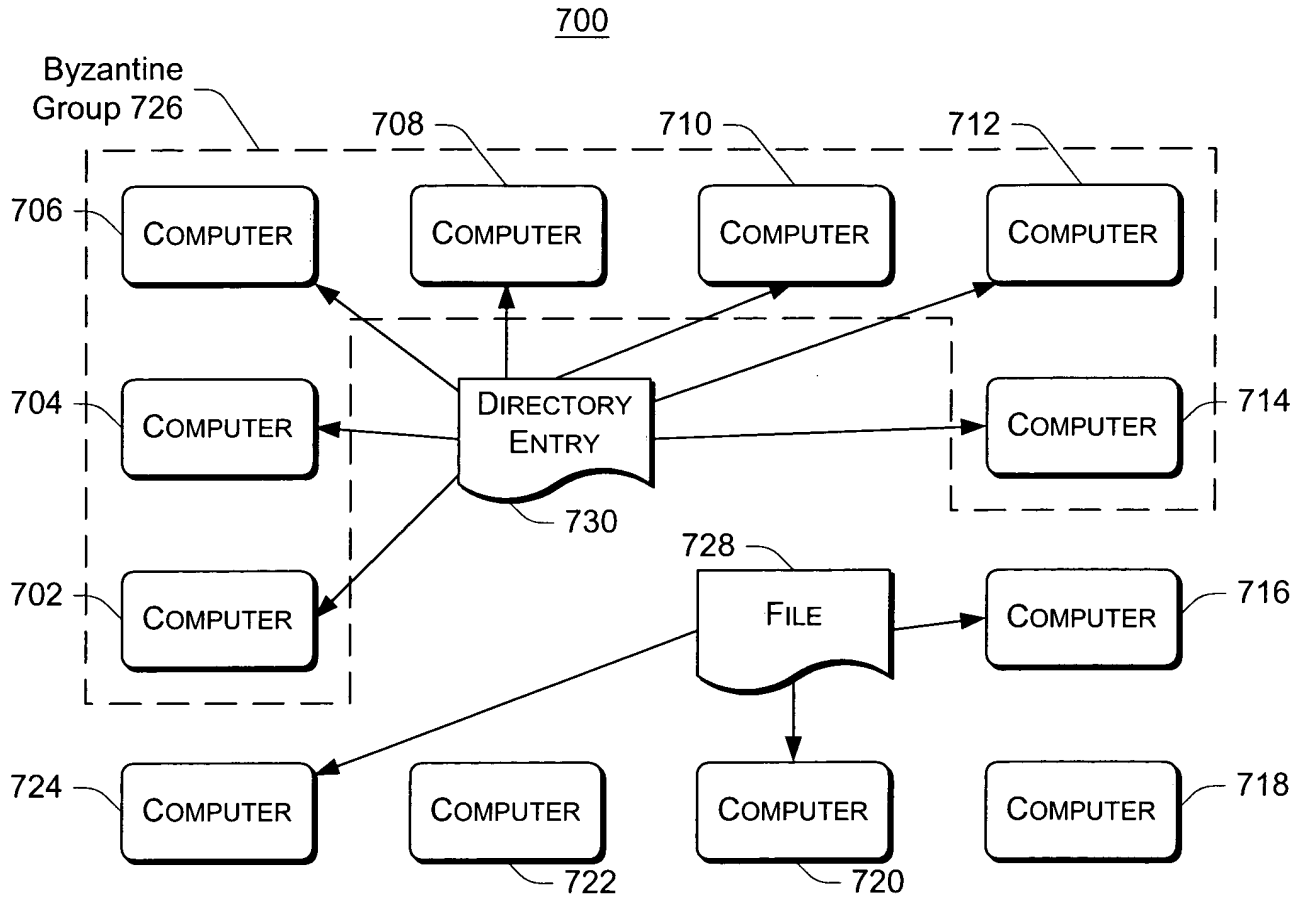 700
Byzantine
Group 726
708
710
712
706
COMPUTER
COMPUTER
COMPUTER
COMPUTER
704
COMPUTER
DIRECTORY
ENTRY
COMPUTER
714
730
728
702
COMPUTER
FILE
COMPUTER
716
724
COMPUTER
COMPUTER
COMPUTER
COMPUTER
718
722
720